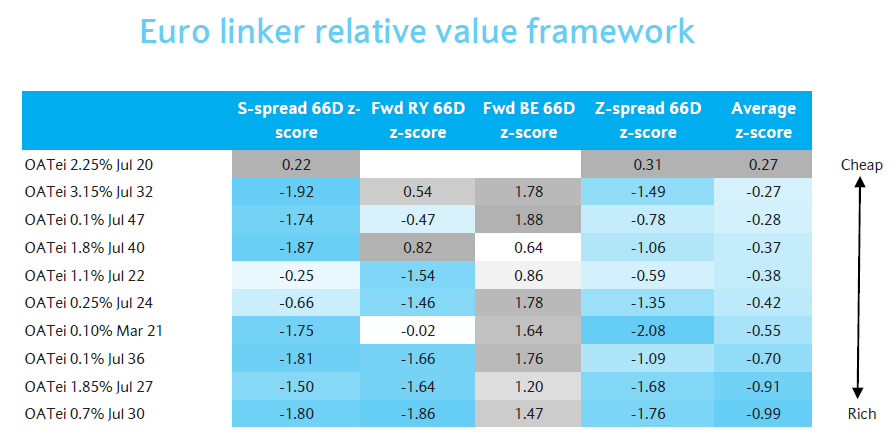 Euro linker relative value framework
S-spread 66D z-score Fwd RY 66D z-score Fwd BE 66D z-score Z-spread 66D z-score Average z-score
OATei 2.25% Jul 20 0.22 0.31 0.27 Cheap
OATei 3.15% Jul 32 -1.92 0.54 1.78 -1.49 -0.27
OATei 0.1% Jul 47 -1.74 -0.47 1.88 -0.78 -0.28
OATei 1.8% Jul 40 -1.87 0.82 0.64 -1.06 -0.37
OATei 1.1% Jul 22 -0.25 -1.54 0.86 -0.59 -0.38
OATei 0.25% Jul 24 -0.66 -1.46 1.78 -1.35 -0.42
OATei 0.10% Mar 21 -1.75 -0.02 1.64 -2.08 -0.55
OATei 0.1% Jul 36 -1.81 -1.66 1.76 -1.09 -0.70
OATei 1.85% Jul 27 -1.50 -1.64 1.20 -1.68 -0.91
OATei 0.7% Jul 30 -1.80 -1.86 1.47 -1.76 -0.99 Rich